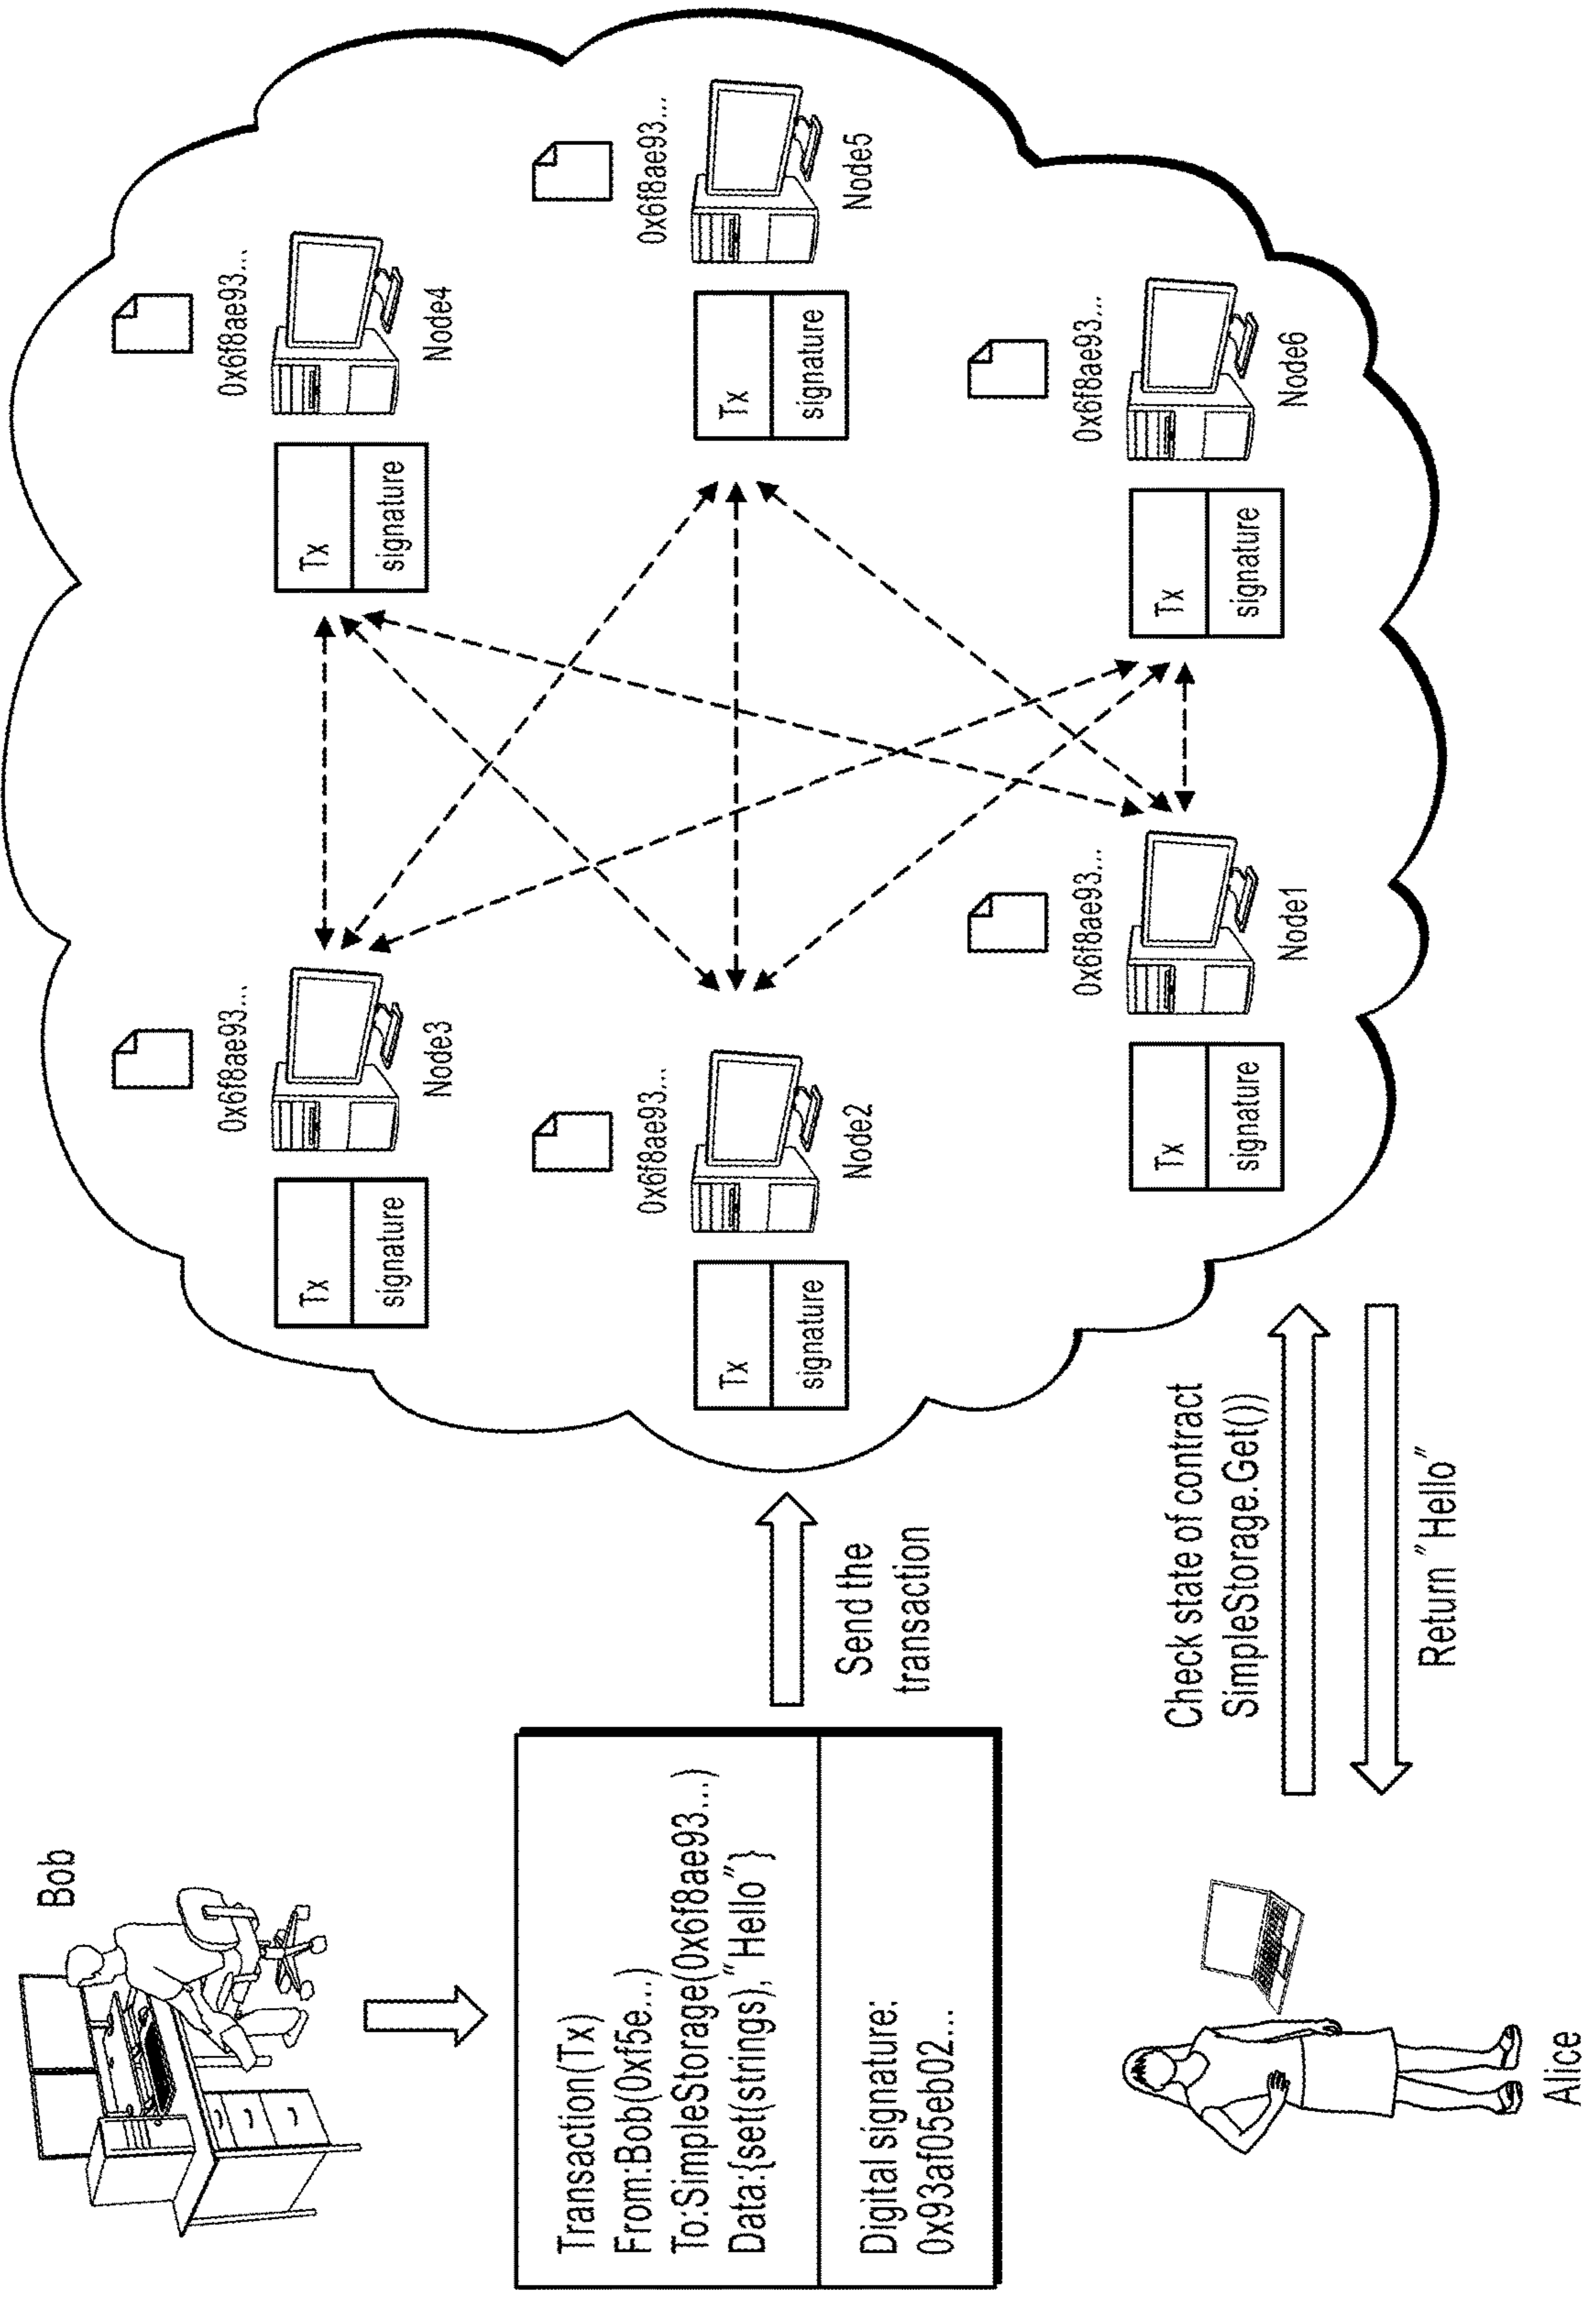 Bob
Transaction(Tx)
From:Bob(0xf5e...)
To:SimpleStorage(0x6f8ae93...)
Data:{set(strings),"Hello"}
Digital signature:
0x93af05eb02...
Send the
transaction
Alice
Check state of contract
SimpleStorage.Get())
Return "Hello"
Tx
signature
0x6f8ae93...
Node3
Tx
signature
0x6f8ae93...
Node4
Tx
signature
0x6f8ae93...
Node2
Tx
signature
0x6f8ae93...
Node5
Tx
signature
0x6f8ae93...
Node1
Tx
signature
0x6f8ae93...
Node6